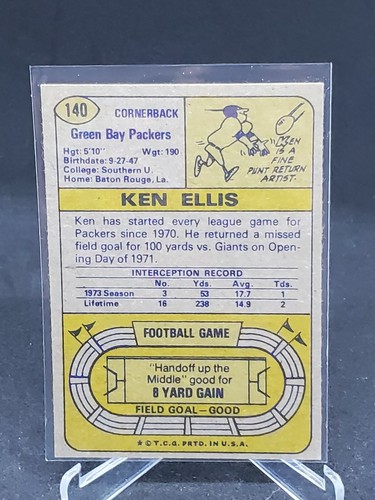 140
CORNERBACK
Green Bay Packers
Hgt: 5'10" Wgt: 190
Birthdate: 9-27-47
College: Southern U.
Home: Baton Rouge, La.
KEN
IS A
FINE
PUNT RETURN
ARTIST.
KEN ELLIS
Ken has started every league game for
Packers since 1970. He returned a missed
field goal for 100 yards vs. Giants on Open-
ing Day of 1971.
INTERCEPTION RECORD
No. Yds. Avg. Tds.
1973 Season 3 53 17.7 1
Lifetime 16 238 14.9 2
FOOTBALL GAME
"Handoff up the
Middle" good for
8 YARD GAIN
FIELD GOAL—GOOD
★ © T.C.G. PRTD. IN U.S.A.